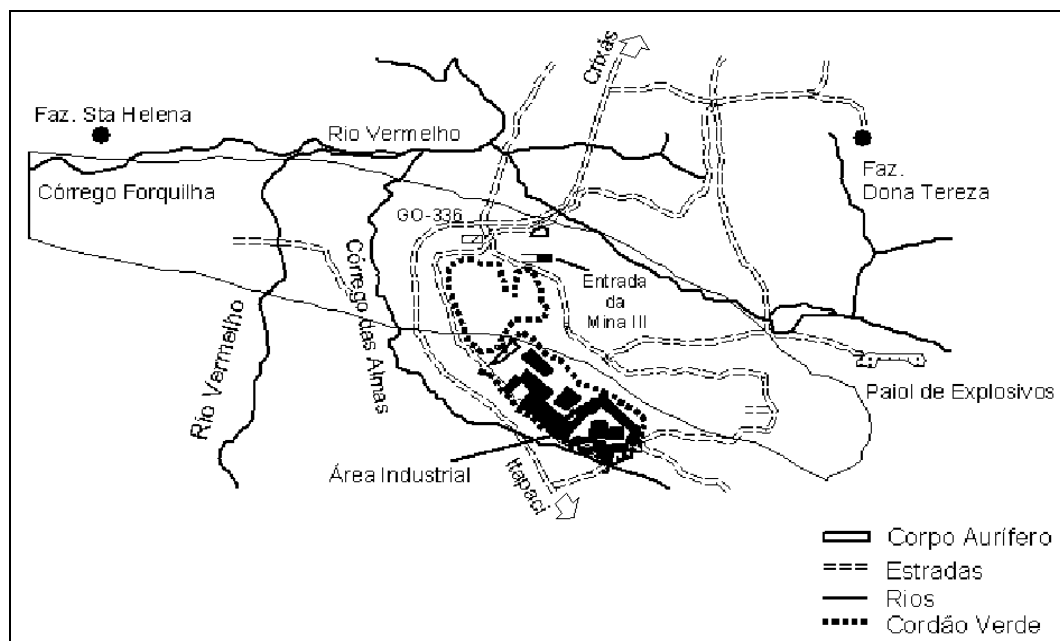 Crixás
Faz. Sta Helena
Rio Vermelho
Faz.
Dona Tereza
Córrego Forquilha
GO-336
Córrego das Almas
Entrada
da
Mina III
Rio Vermelho
Paiol de Explosivos
Área Industrial
Itapaci
Corpo Aurífero
Estradas
Rios
Cordão Verde